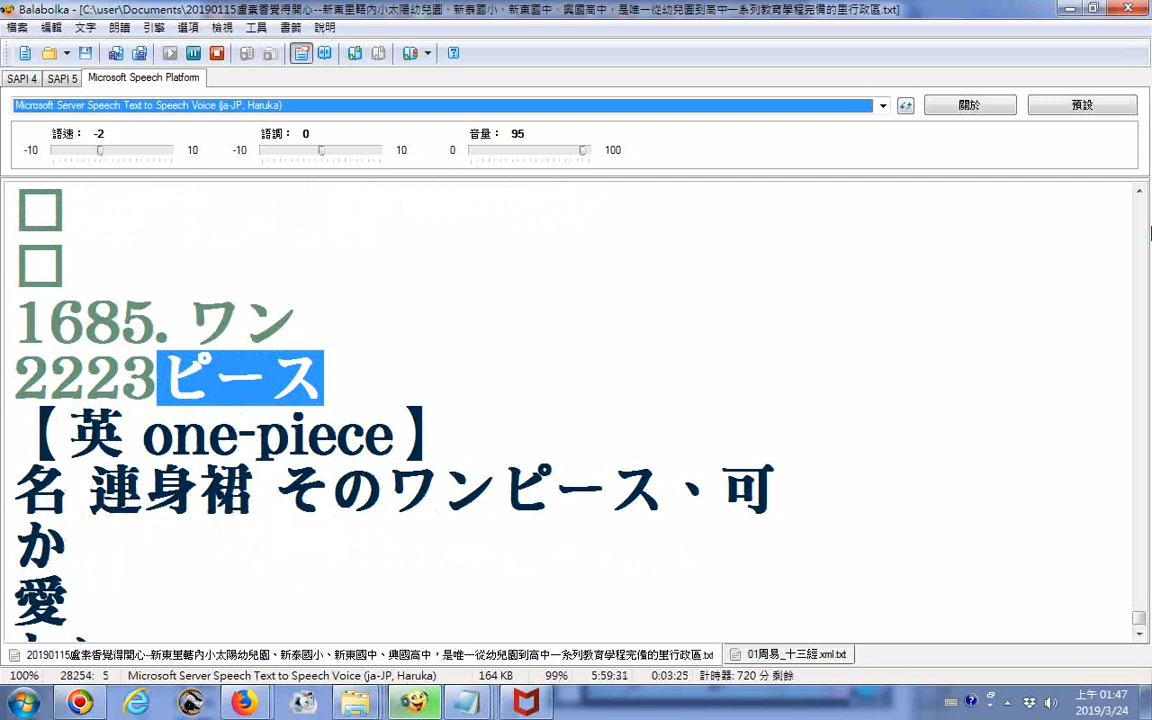 Balabolka - [C:\user\Documents\20190115盧素香覺得開心--新東里轄內小太陽幼兒園、新泰國小、新東國中、興國高中，是唯一從幼兒園到高中一系列教育學程完備的里行政區.txt]
檔案 編輯 文字 朗讀 引擎 選項 檢視 工具 書籤 說明
SAPI 4 SAPI 5 Microsoft Speech Platform
Microsoft Server Speech Text to Speech Voice (ja-JP, Haruka) 關於 預設
語速： -2 語調： 0 音量： 95
-10 10 -10 10 0 100
□
□
1685. ワン
2223ピース
【英 one-piece】
名 連身裙 そのワンピース、可
か
愛
20190115盧素香覺得開心--新東里轄內小太陽幼兒園、新泰國小、新東國中、興國高中，是唯一從幼兒園到高中一系列教育學程完備的里行政區.txt 01周易_十三經.xml.txt
100% 28254: 5 Microsoft Server Speech Text to Speech Voice (ja-JP, Haruka) 164 KB 99% 5:59:31 0:03:25 計時器: 720 分 剩餘
上午 01:47
2019/3/24